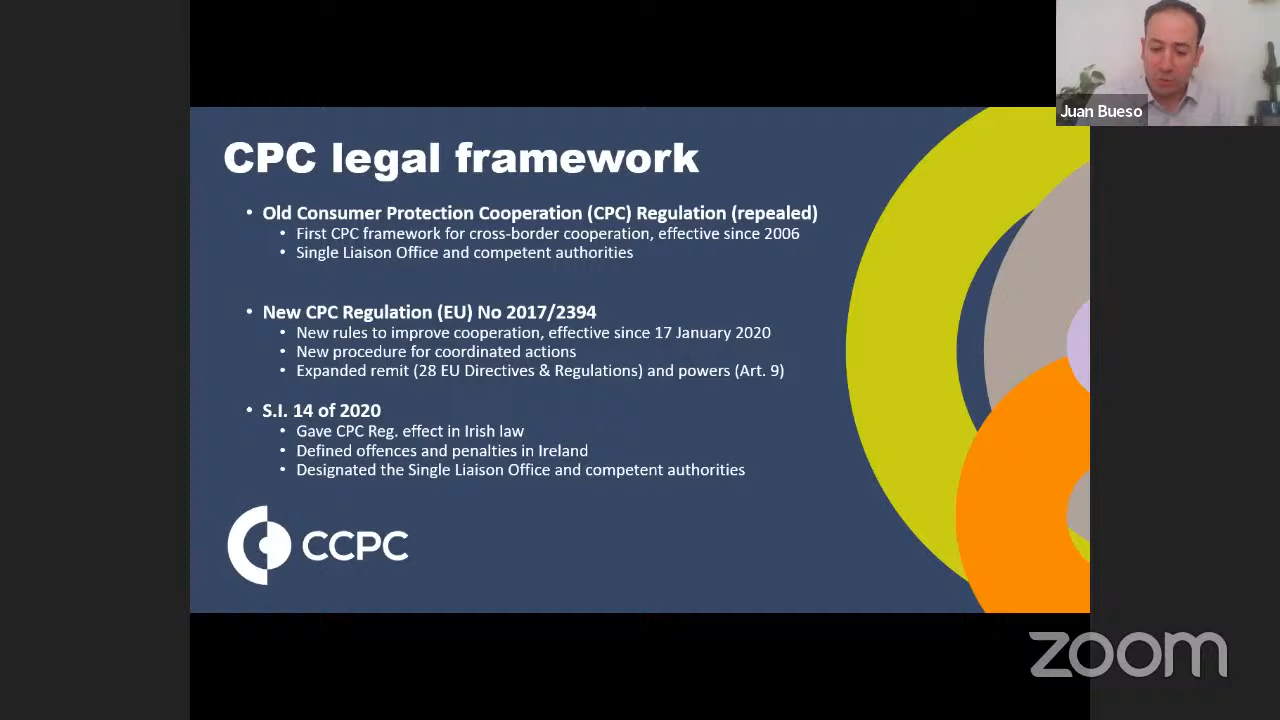 Juan Bueso
CPC legal framework
• Old Consumer Protection Cooperation (CPC) Regulation (repealed)
• First CPC framework for cross-border cooperation, effective since 2006
• Single Liaison Office and competent authorities
• New CPC Regulation (EU) No 2017/2394
• New rules to improve cooperation, effective since 17 January 2020
• New procedure for coordinated actions
• Expanded remit (28 EU Directives & Regulations) and powers (Art. 9)
• S.I. 14 of 2020
• Gave CPC Reg. effect in Irish law
• Defined offences and penalties in Ireland
• Designated the Single Liaison Office and competent authorities
CCPC
zoom